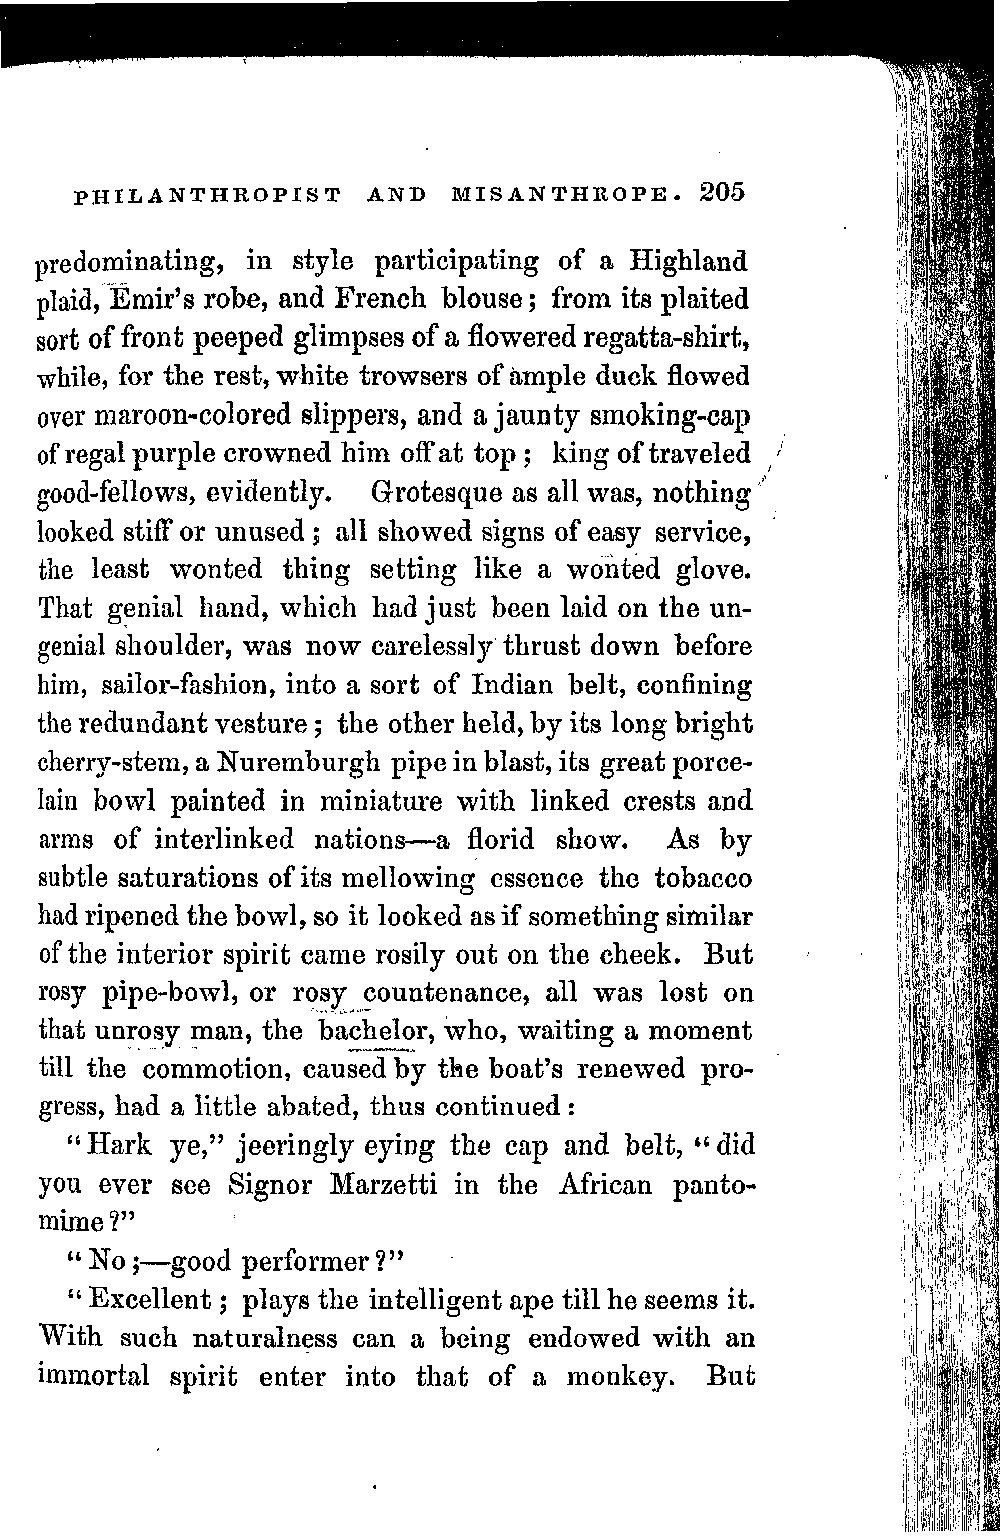 PHILANTHROPIST AND MISANTHROPE. 205
predominating, in style participating of a Highland
plaid, Emir's robe, and French blouse; from its plaited
sort of front peeped glimpses of a flowered regatta-shirt,
while, for the rest, white trowsers of ample duck flowed
over maroon-colored slippers, and a jaunty smoking-cap
of regal purple crowned him off at top; king of traveled
good-fellows, evidently. Grotesque as all was, nothing
looked stiff or unused; all showed signs of easy service,
the least wonted thing setting like a wonted glove.
That genial hand, which had just been laid on the un-
genial shoulder, was now carelessly thrust down before
him, sailor-fashion, into a sort of Indian belt, confining
the redundant vesture; the other held, by its long bright
cherry-stem, a Nuremburgh pipe in blast, its great porce-
lain bowl painted in miniature with linked crests and
arms of interlinked nations—a florid show. As by
subtle saturations of its mellowing essence the tobacco
had ripened the bowl, so it looked as if something similar
of the interior spirit came rosily out on the cheek. But
rosy pipe-bowl, or rosy countenance, all was lost on
that unrosy man, the bachelor, who, waiting a moment
till the commotion, caused by the boat's renewed pro-
gress, had a little abated, thus continued:
"Hark ye," jeeringly eying the cap and belt, "did
you ever see Signor Marzetti in the African panto-
mime?"
"No;—good performer?"
"Excellent; plays the intelligent ape till he seems it.
With such naturalness can a being endowed with an
immortal spirit enter into that of a monkey. But